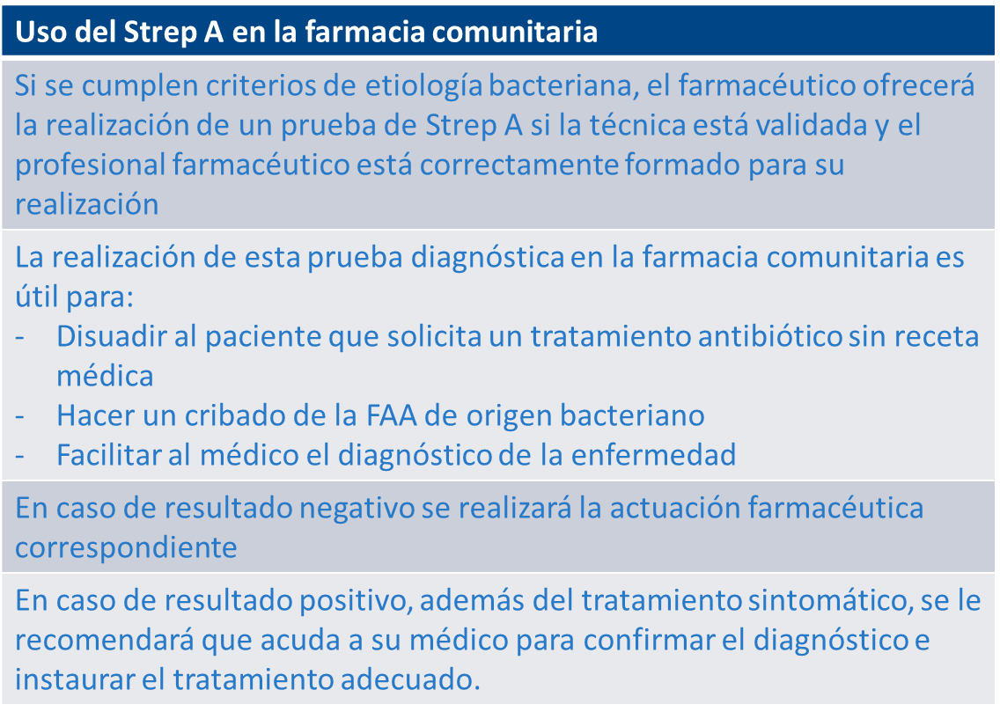 Uso del Strep A en la farmacia comunitaria
Si se cumplen criterios de etiología bacteriana, el farmacéutico ofrecerá
la realización de un prueba de Strep A si la técnica está validada y el
profesional farmacéutico está correctamente formado para su
realización
La realización de esta prueba diagnóstica en la farmacia comunitaria es
útil para:
- Disuadir al paciente que solicita un tratamiento antibiótico sin receta
médica
- Hacer un cribado de la FAA de origen bacteriano
- Facilitar al médico el diagnóstico de la enfermedad
En caso de resultado negativo se realizará la actuación farmacéutica
correspondiente
En caso de resultado positivo, además del tratamiento sintomático, se le
recomendará que acuda a su médico para confirmar el diagnóstico e
instaurar el tratamiento adecuado.